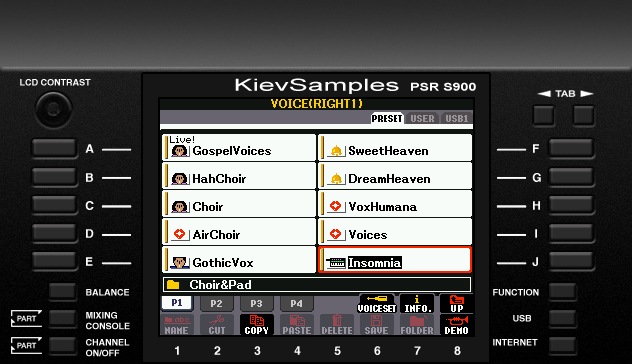 KievSamples PSR S900
LCD CONTRAST
VOICE(RIGHT1)
◄ TAB ►
PRESET USER USB1
Live!
A GospelVoices SweetHeaven F
B HahChoir DreamHeaven G
C Choir VoxHumana H
D AirChoir Voices I
E GothicVox Insomnia J
Choir&Pad
BALANCE FUNCTION
P1 P2 P3 P4 VOICESET INFO. UP
PART MIXING CONSOLE USB
NAME CUT COPY PASTE DELETE SAVE FOLDER DEMO
PART CHANNEL ON/OFF INTERNET
1 2 3 4 5 6 7 8